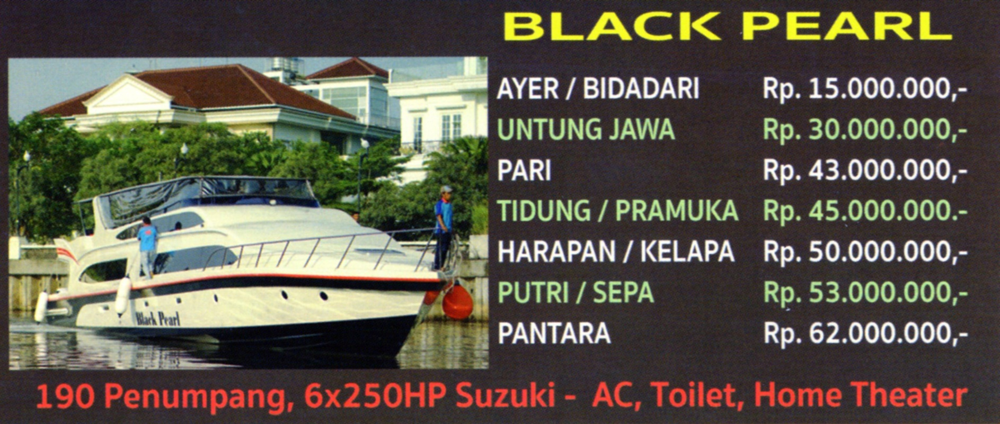 BLACK PEARL
AYER / BIDADARI Rp. 15.000.000,-
UNTUNG JAWA Rp. 30.000.000,-
PARI Rp. 43.000.000,-
TIDUNG / PRAMUKA Rp. 45.000.000.-
HARAPAN / KELAPA Rp. 50.000.000,-
PUTRI / SEPA Rp. 53.000.000,-
PANTARA Rp. 62.000.000,-
Black Pearl
190 Penumpang, 6x250HP Suzuki - AC, Toilet, Home Theater